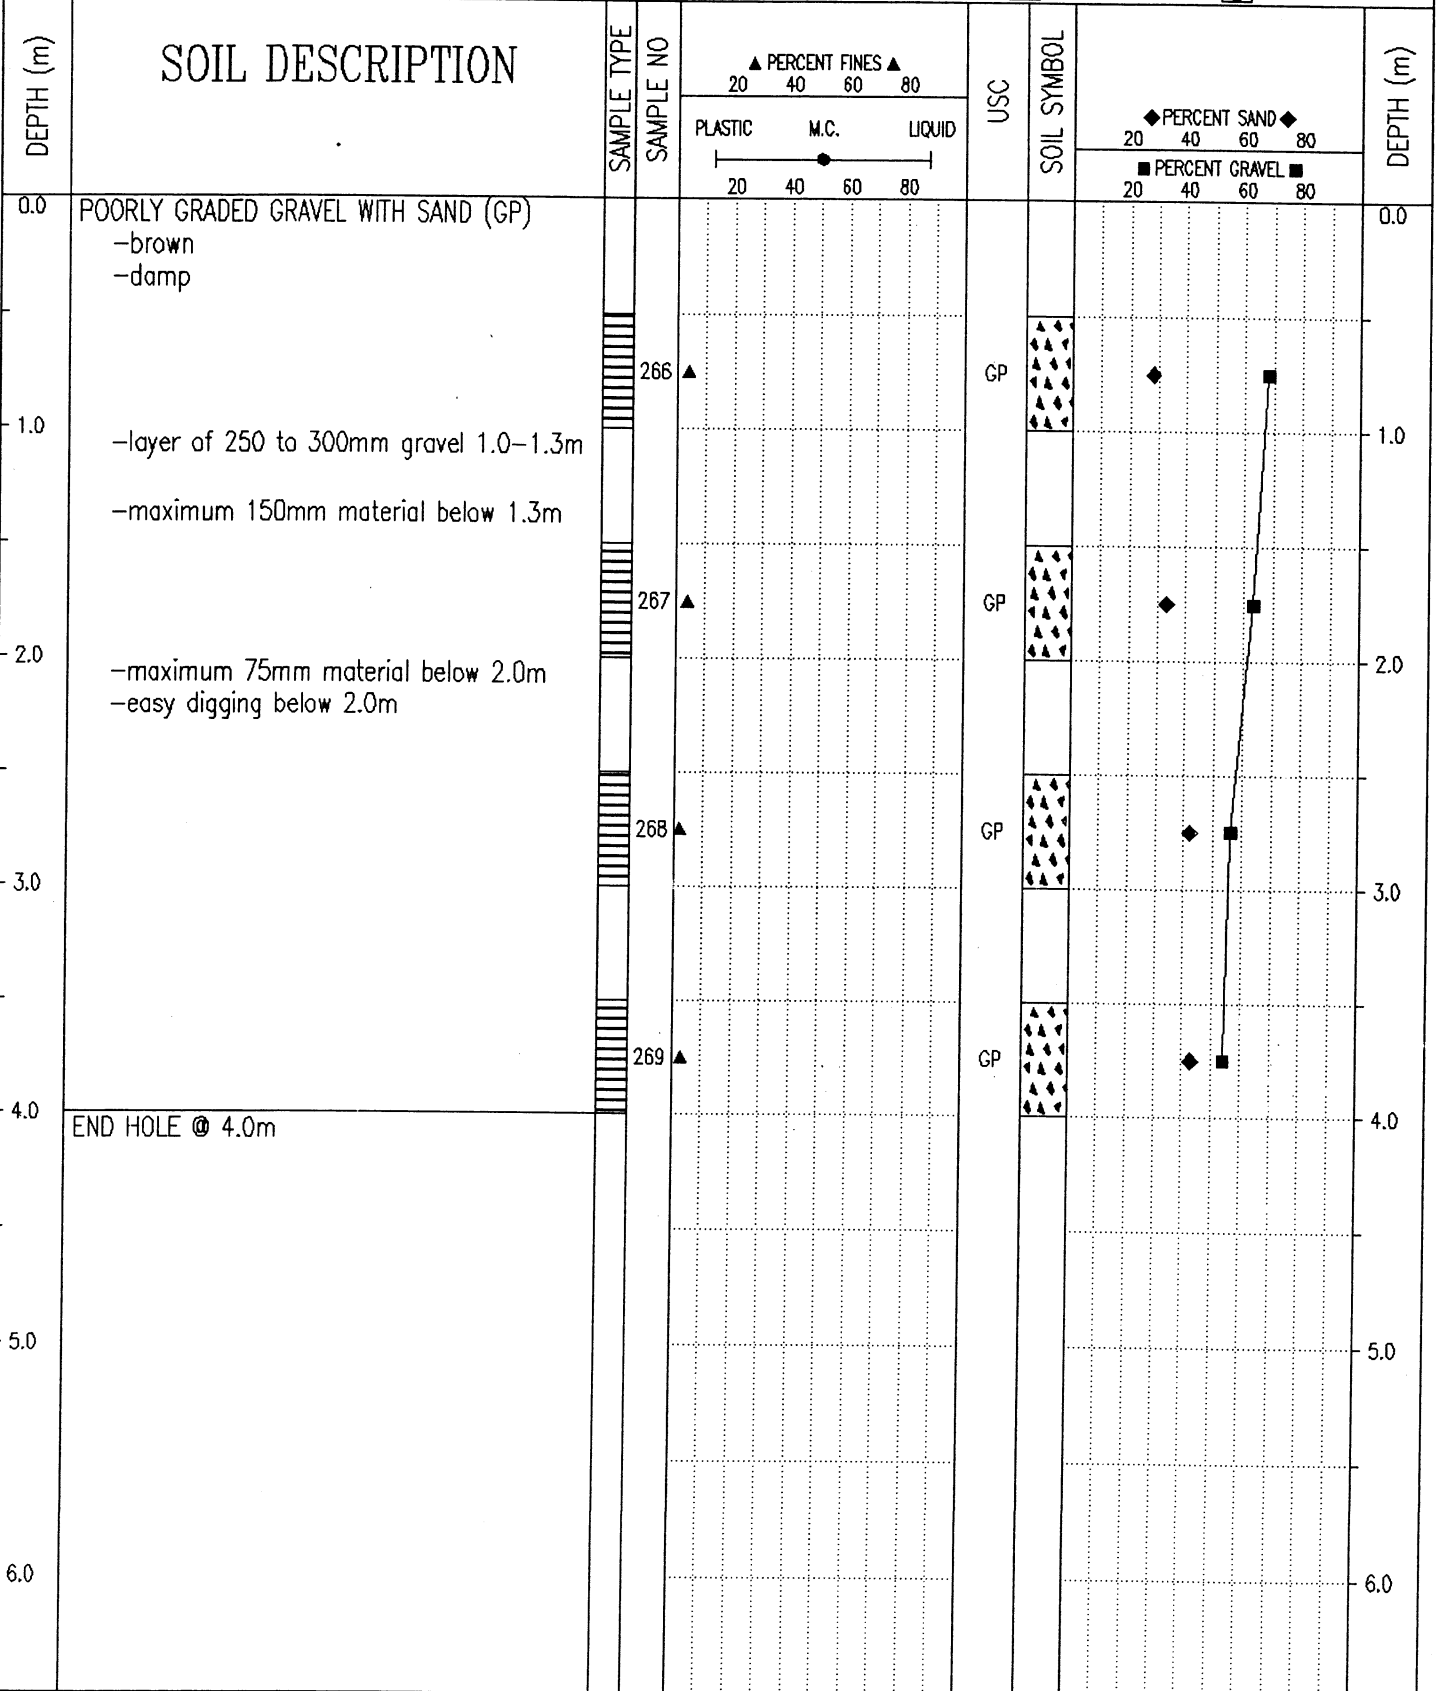 DEPTH (m)
SOIL DESCRIPTION
SAMPLE TYPE
SAMPLE NO
▲ PERCENT FINES ▲
20 40 60 80
PLASTIC M.C. LIQUID
20 40 60 80
USC
SOIL SYMBOL
◆PERCENT SAND◆
20 40 60 80
■ PERCENT GRAVEL ■
20 40 60 80
DEPTH (m)
0.0 POORLY GRADED GRAVEL WITH SAND (GP) 0.0
-brown
-damp
266 GP
1.0 -layer of 250 to 300mm gravel 1.0-1.3m 1.0
-maximum 150mm material below 1.3m
267 GP
2.0 -maximum 75mm material below 2.0m 2.0
-easy digging below 2.0m
268 GP
3.0 3.0
269 GP
4.0 END HOLE @ 4.0m 4.0
5.0 5.0
6.0 6.0